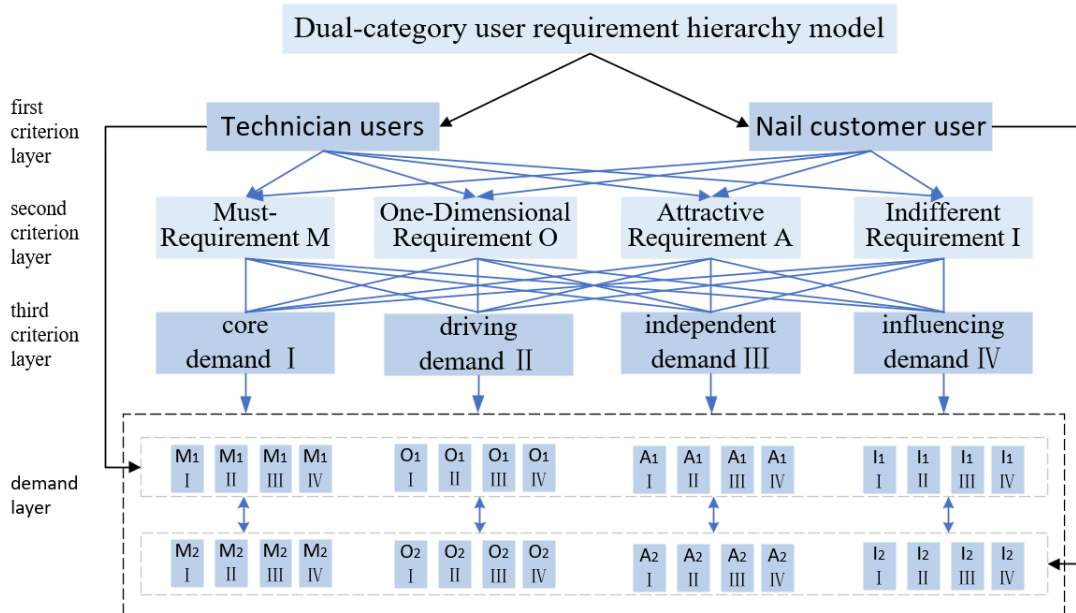 Dual-category user requirement hierarchy model
first
criterion
layer
Technician users
Nail customer user
second
criterion
layer
Must-
Requirement M
One-Dimensional
Requirement O
Attractive
Requirement A
Indifferent
Requirement I
third
criterion
layer
core
demand Ⅰ
driving
demand Ⅱ
independent
demand Ⅲ
influencing
demand Ⅳ
demand
layer
M1 M1 M1 M1 O1 O1 O1 O1 A1 A1 A1 A1 I1 I1 I1 I1
Ⅰ Ⅱ Ⅲ Ⅳ Ⅰ Ⅱ Ⅲ Ⅳ Ⅰ Ⅱ Ⅲ Ⅳ Ⅰ Ⅱ Ⅲ Ⅳ
M2 M2 M2 M2 O2 O2 O2 O2 A2 A2 A2 A2 I2 I2 I2 I2
Ⅰ Ⅱ Ⅲ Ⅳ Ⅰ Ⅱ Ⅲ Ⅳ Ⅰ Ⅱ Ⅲ Ⅳ Ⅰ Ⅱ Ⅲ Ⅳ